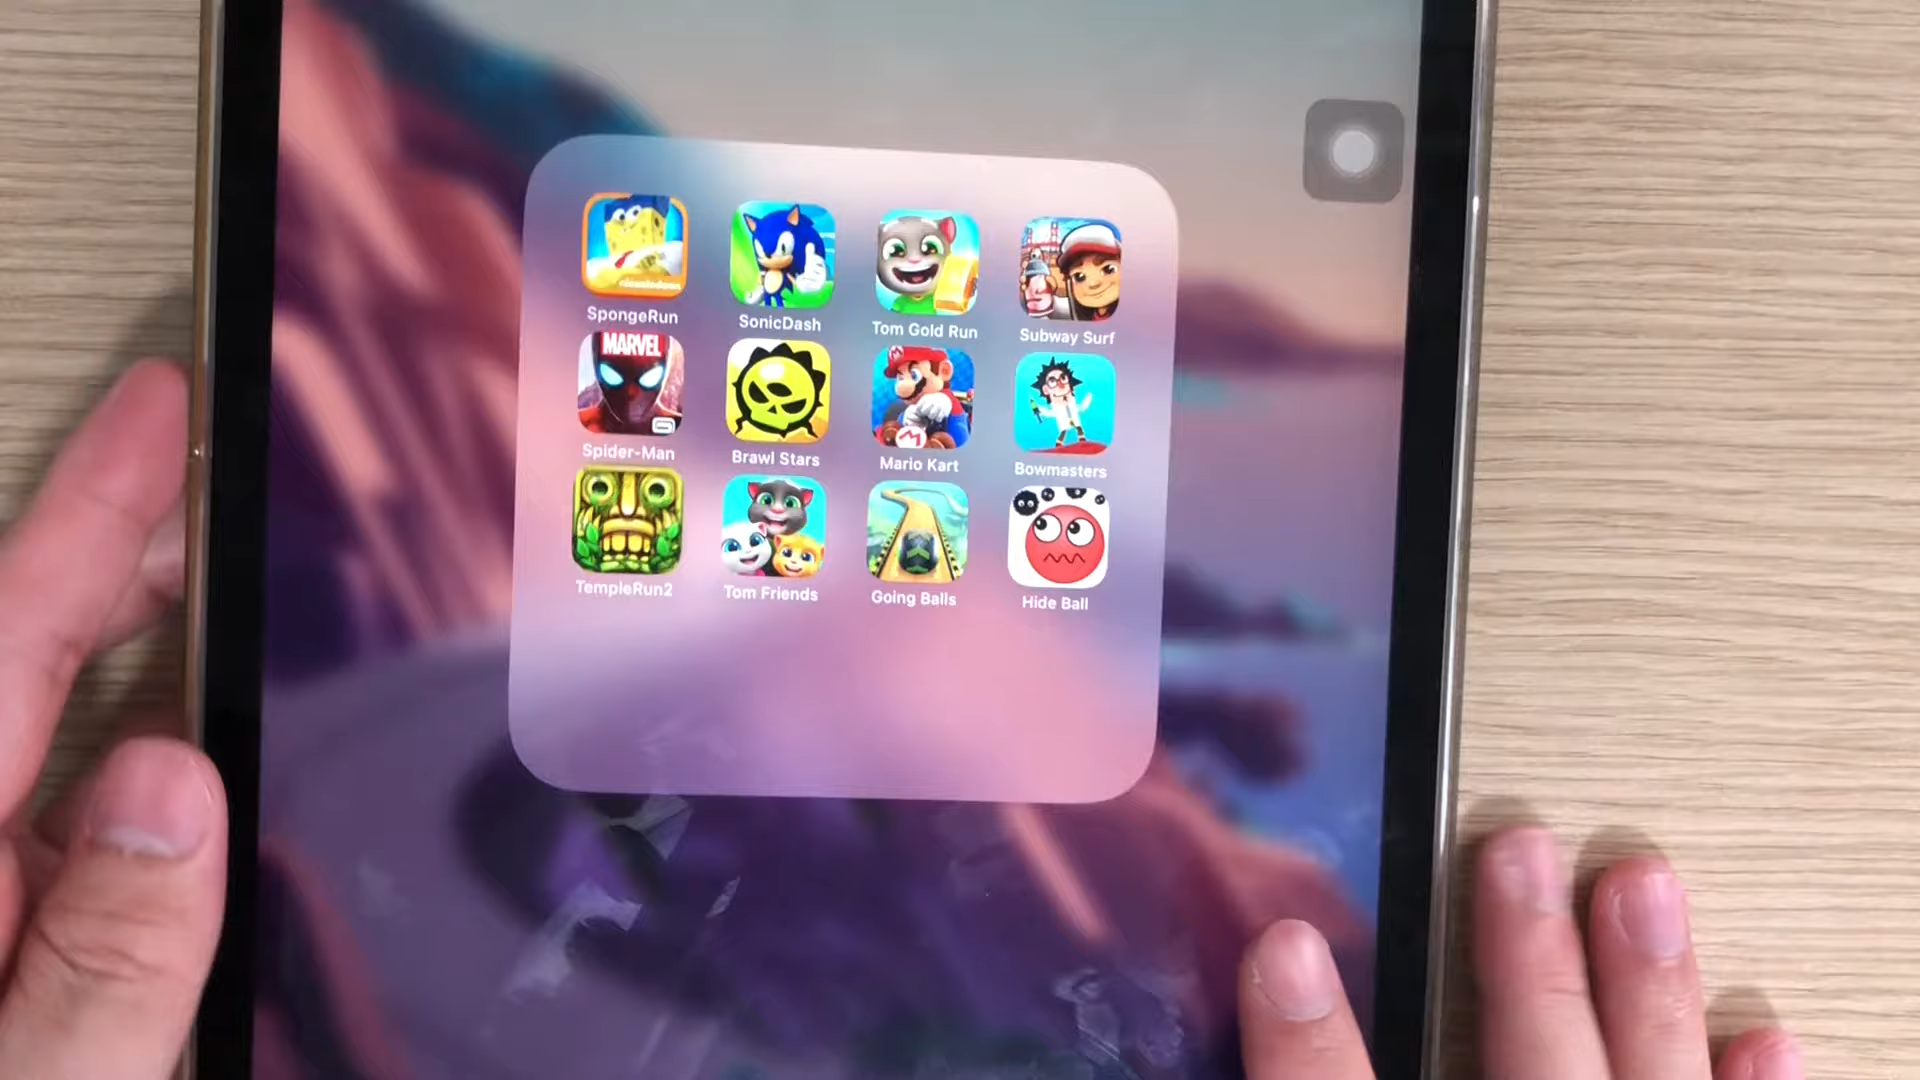 nickelodeon
SpongeRun
SonicDash
Tom Gold Run
Subway Surf
MARVEL
Spider-Man
Brawl Stars
Mario Kart
Bowmasters
TempleRun2
Tom Friends
Going Balls
Hide Ball